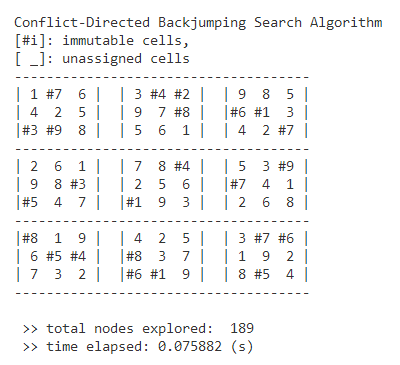 Conflict-Directed Backjumping Search Algorithm
[#i]: immutable cells,
[ _]: unassigned cells
---------------------------------------
| 1 #7 6 | | 3 #4 #2 | | 9 8 5 |
| 4 2 5 | | 9 7 #8 | |#6 #1 3 |
|#3 #9 8 | | 5 6 1 | | 4 2 #7 |
---------------------------------------
| 2 6 1 | | 7 8 #4 | | 5 3 #9 |
| 9 8 #3 | | 2 5 6 | |#7 4 1 |
|#5 4 7 | |#1 9 3 | | 2 6 8 |
---------------------------------------
|#8 1 9 | | 4 2 5 | | 3 #7 #6 |
| 6 #5 #4 | |#8 3 7 | | 1 9 2 |
| 7 3 2 | |#6 #1 9 | | 8 #5 4 |
---------------------------------------
>> total nodes explored: 189
>> time elapsed: 0.075882 (s)